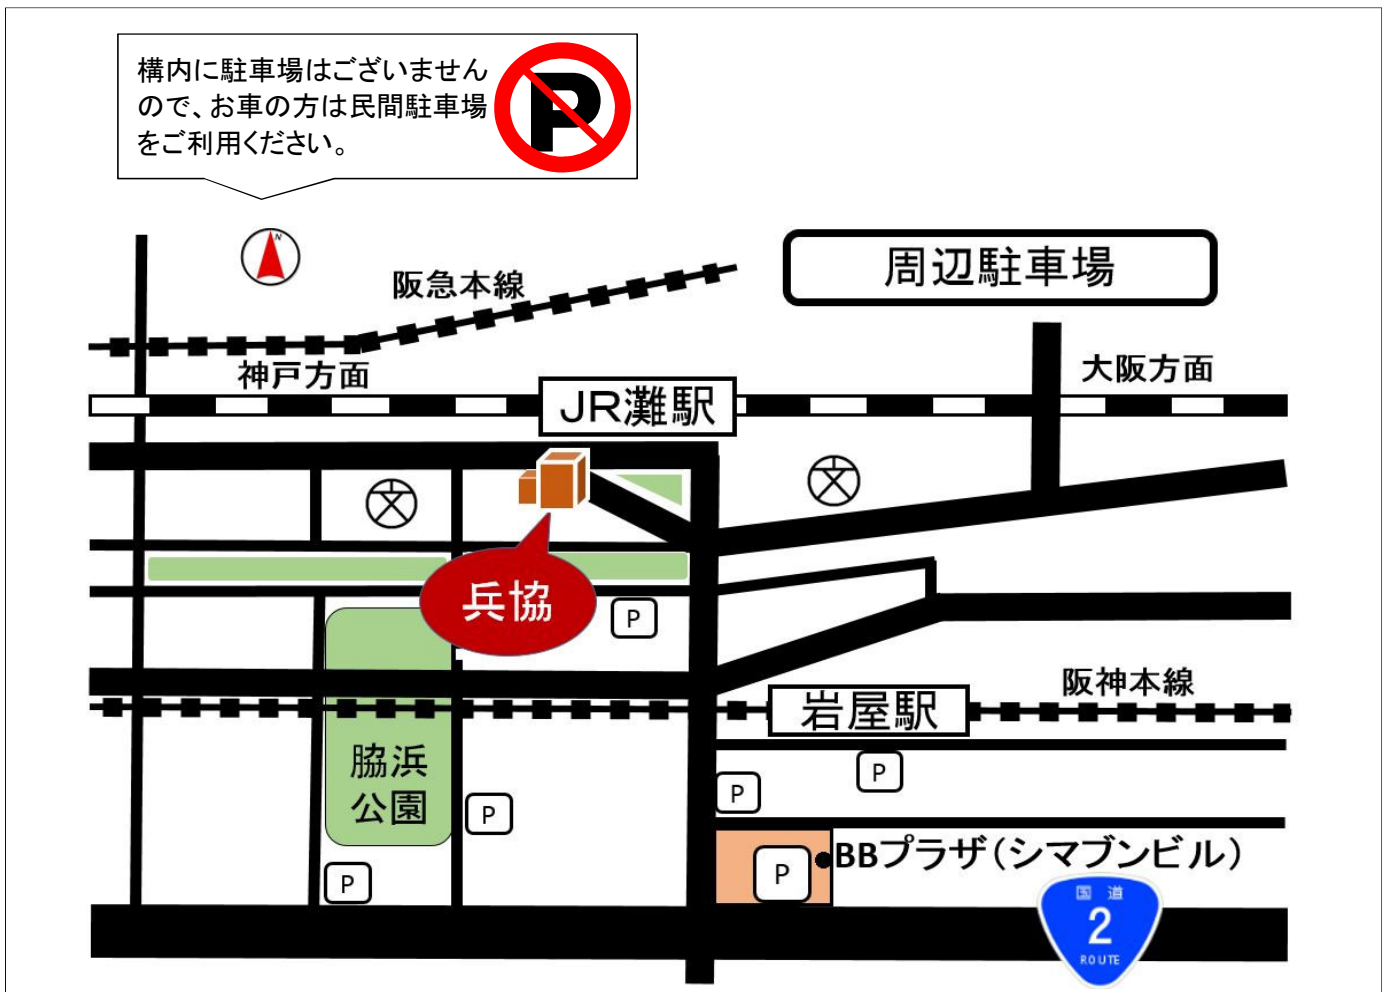 構内に駐車場はございません
ので、お車の方は民間駐車場
をご利用ください。
P
N
周辺駐車場
阪急本線
神戸方面
大阪方面
JR灘駅
文
文
兵協
P
阪神本線
岩屋駅
脇浜
公園
P
P
P
P
P
BBプラザ(シマブンビル)
国道
2
ROUTE